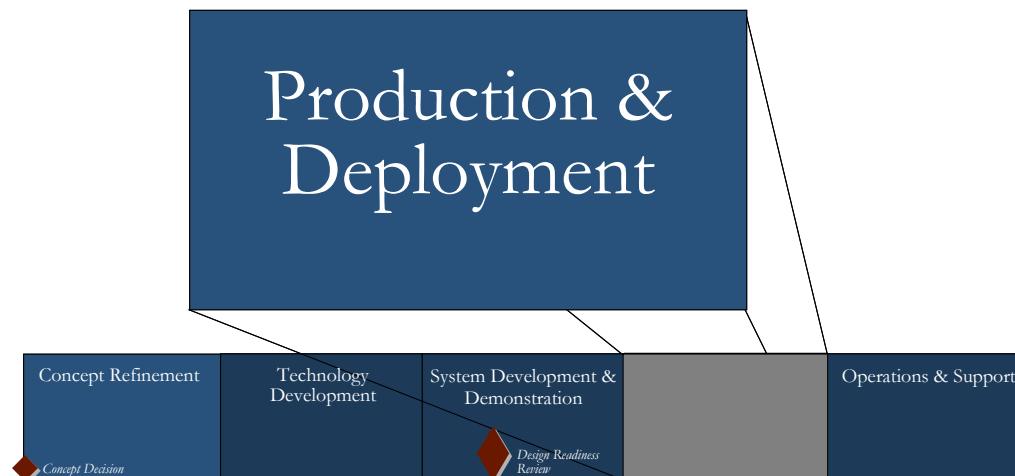 Production &
Deployment
Concept Refinement
Technology
Development
System Development &
Demonstration
Operations & Support
Concept Decision
Design Readiness
Review